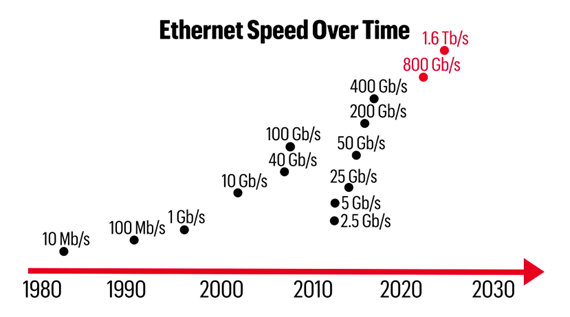 Ethernet Speed Over Time
1.6 Tb/s
800 Gb/s
400 Gb/s
200 Gb/s
100 Gb/s
50 Gb/s
40 Gb/s
10 Gb/s
25 Gb/s
5 Gb/s
1 Gb/s
2.5 Gb/s
100 Mb/s
10 Mb/s
1980 1990 2000 2010 2020 2030